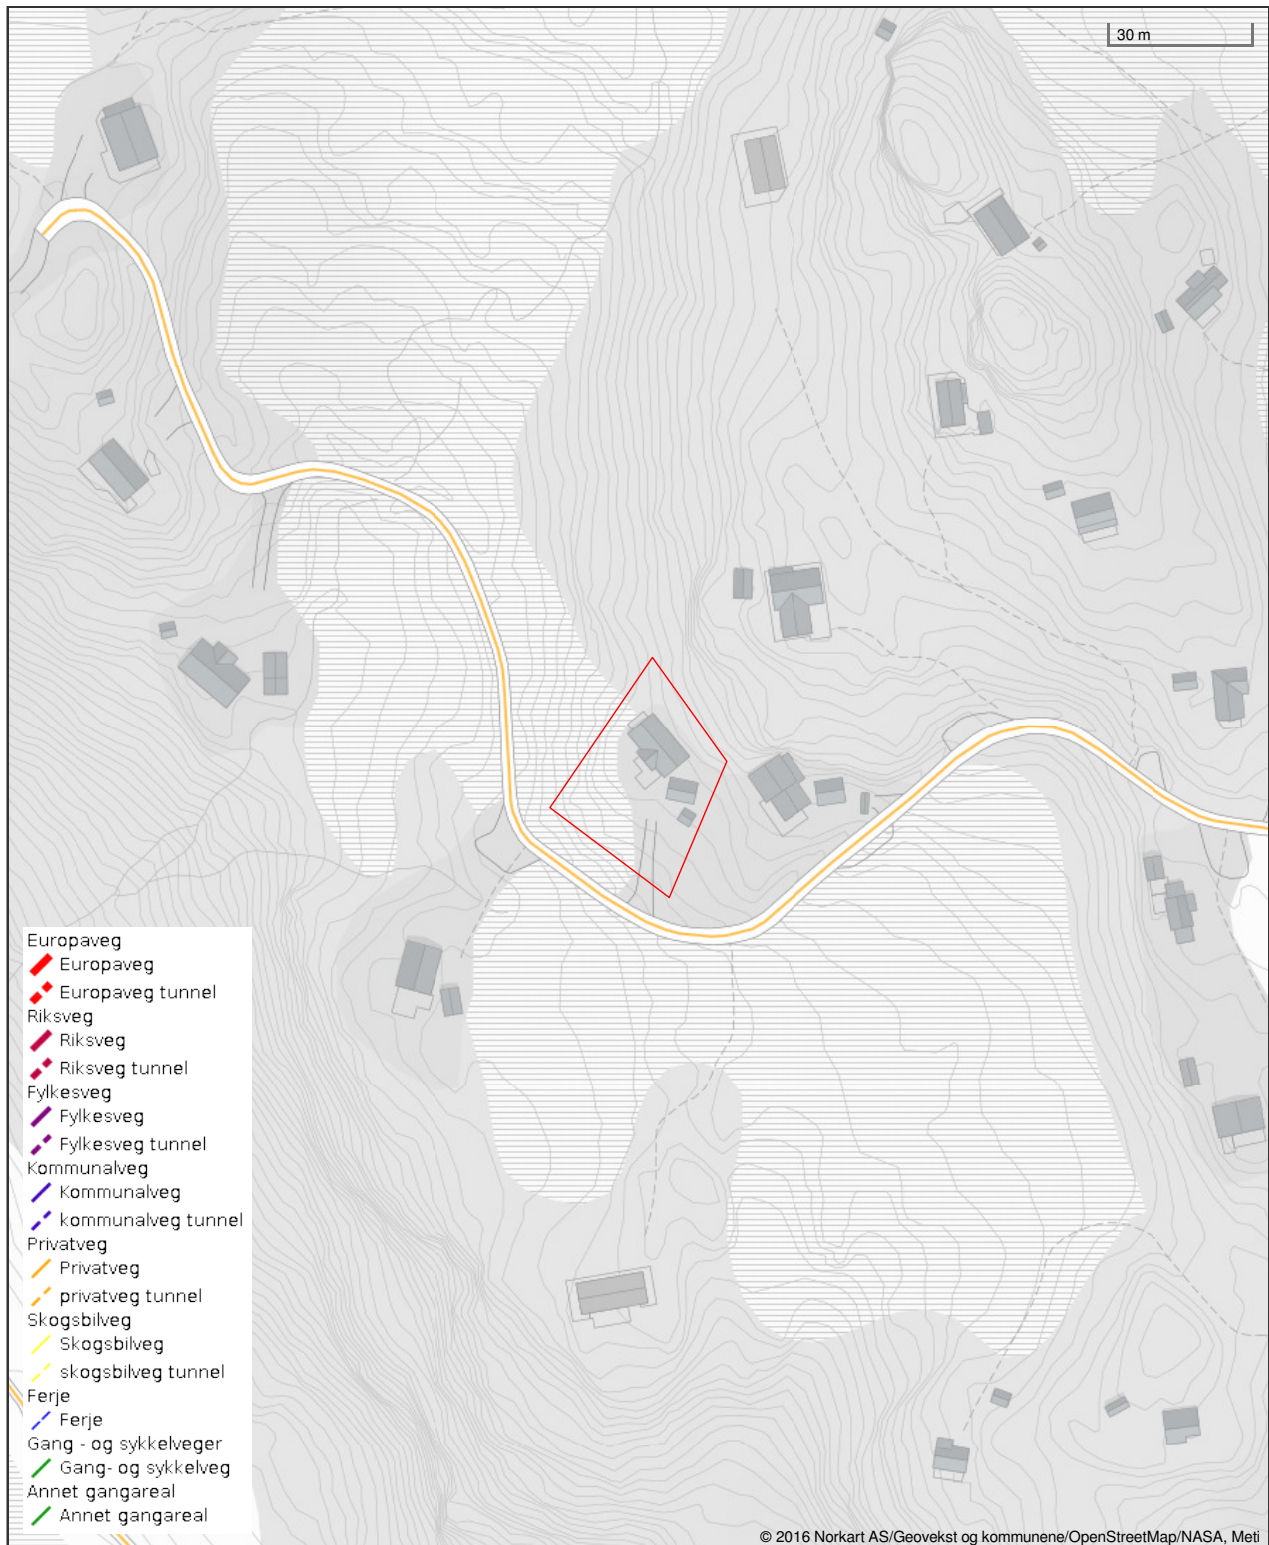 30 m
Europaveg
Europaveg
Europaveg tunnel
Riksveg
Riksveg
Riksveg tunnel
Fylkesveg
Fylkesveg
Fylkesveg tunnel
Kommunalveg
Kommunalveg
kommunalveg tunnel
Privatveg
Privatveg
privatveg tunnel
Skogsbilveg
Skogsbilveg
skogsbilveg tunnel
Ferje
Ferje
Gang - og sykkelveger
Gang- og sykkelveg
Annet gangareal
Annet gangareal
© 2016 Norkart AS/Geovekst og kommunene/OpenStreetMap/NASA, Meti